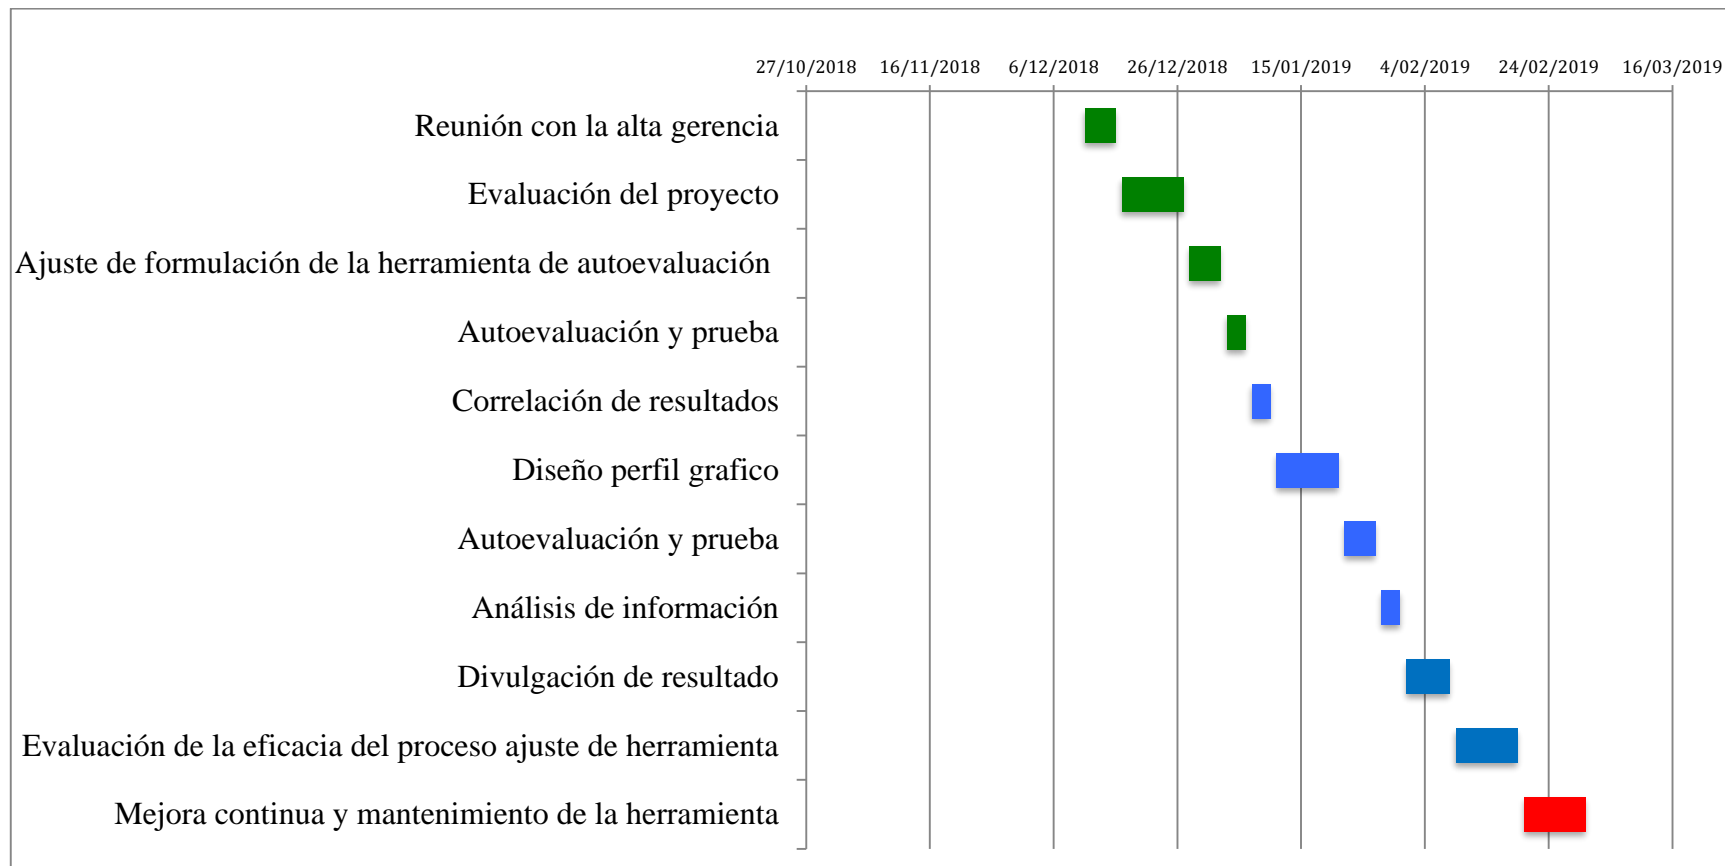 27/10/2018 16/11/2018 6/12/2018 26/12/2018 15/01/2019 4/02/2019 24/02/2019 16/03/2019
Reunión con la alta gerencia
Evaluación del proyecto
Ajuste de formulación de la herramienta de autoevaluación
Autoevaluación y prueba
Correlación de resultados
Diseño perfil grafico
Autoevaluación y prueba
Análisis de información
Divulgación de resultado
Evaluación de la eficacia del proceso ajuste de herramienta
Mejora continua y mantenimiento de la herramienta